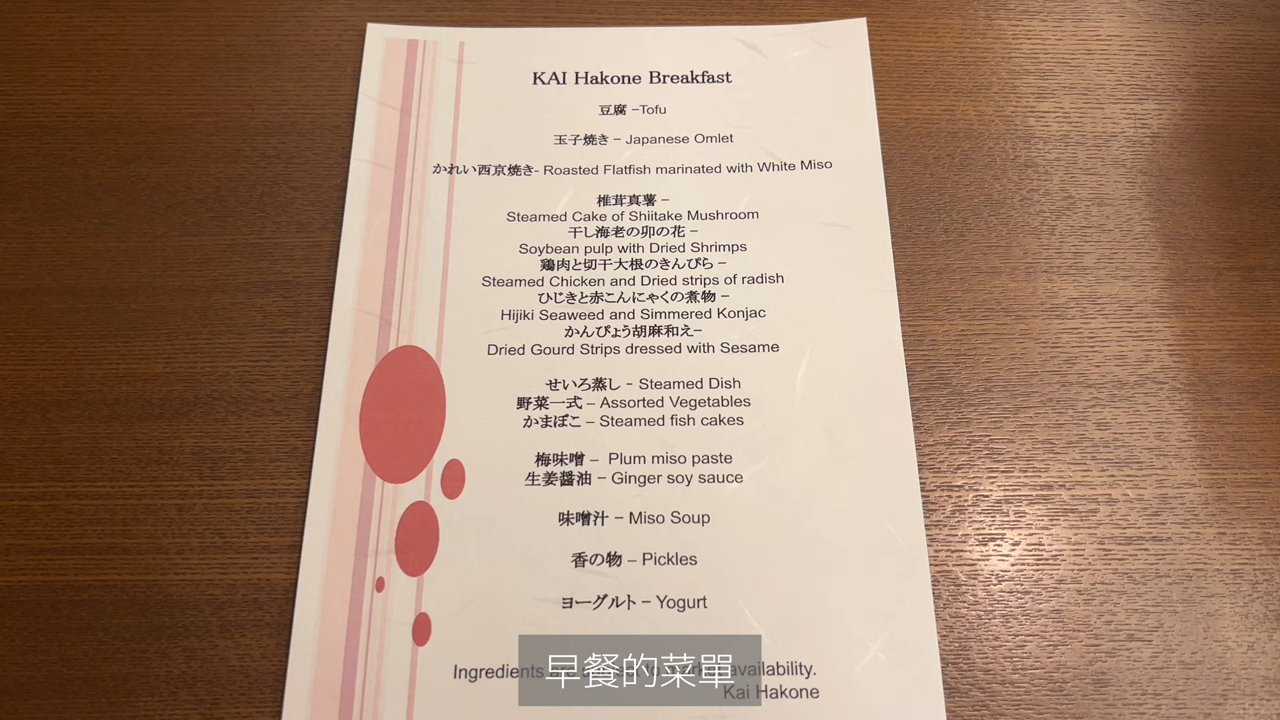 KAI Hakone Breakfast
豆腐 –Tofu
玉子焼き – Japanese Omlet
かれい西京焼き- Roasted Flatfish marinated with White Miso
椎茸真薯 –
Steamed Cake of Shiitake Mushroom
干し海老の卯の花 –
Soybean pulp with Dried Shrimps
鶏肉と切干大根のきんぴら –
Steamed Chicken and Dried strips of radish
ひじきと赤こんにゃくの煮物 –
Hijiki Seaweed and Simmered Konjac
かんぴょう胡麻和え–
Dried Gourd Strips dressed with Sesame
せいろ蒸し - Steamed Dish
野菜一式 – Assorted Vegetables
かまぼこ – Steamed fish cakes
梅味噌 – Plum miso paste
生姜醤油 – Ginger soy sauce
味噌汁 – Miso Soup
香の物 – Pickles
ヨーグルト – Yogurt
Ingredients availability.
Kai Hakone
早餐的菜單